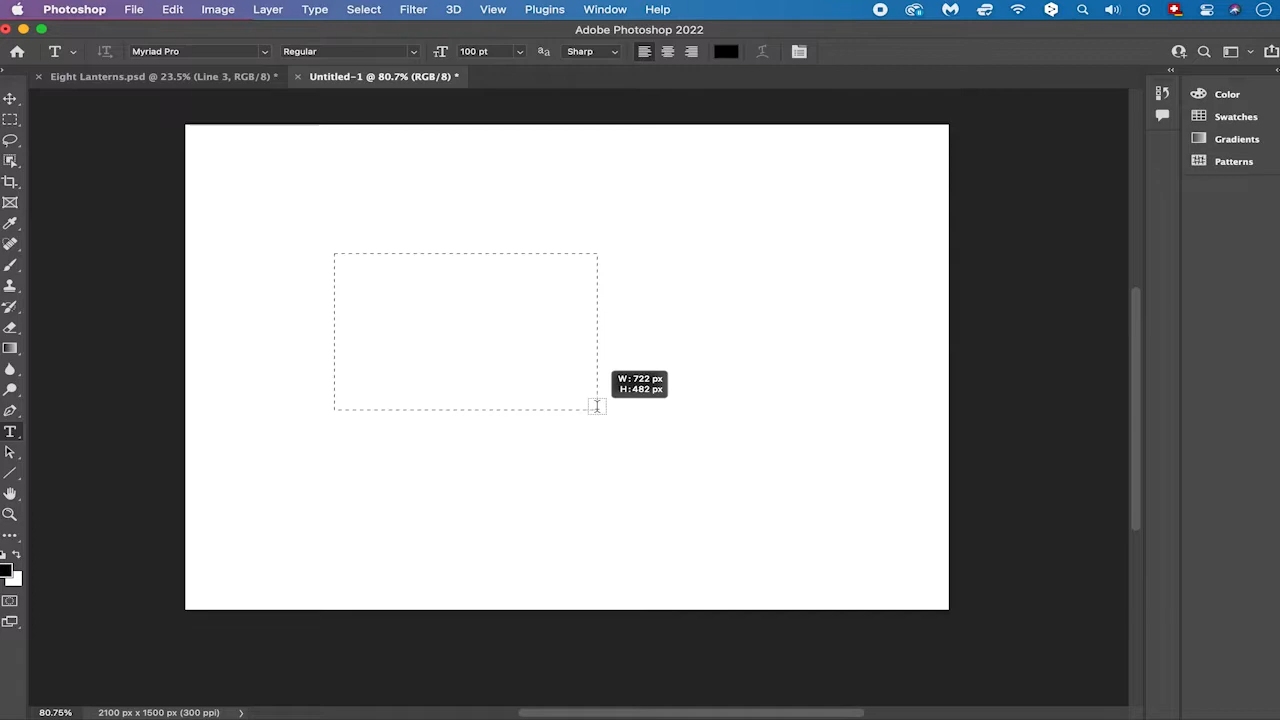 Photoshop File Edit Image Layer Type Select Filter 3D View Plugins Window Help
Adobe Photoshop 2022
T Myriad Pro Regular 100 pt Sharp
Eight Lanterns.psd @ 23.5% (Line 3, RGB/8) * Untitled-1 @ 80.7% (RGB/8) *
Color
Swatches
Gradients
Patterns
W: 722 px
H: 482 px
80.75% 2100 px x 1500 px (300 ppi)